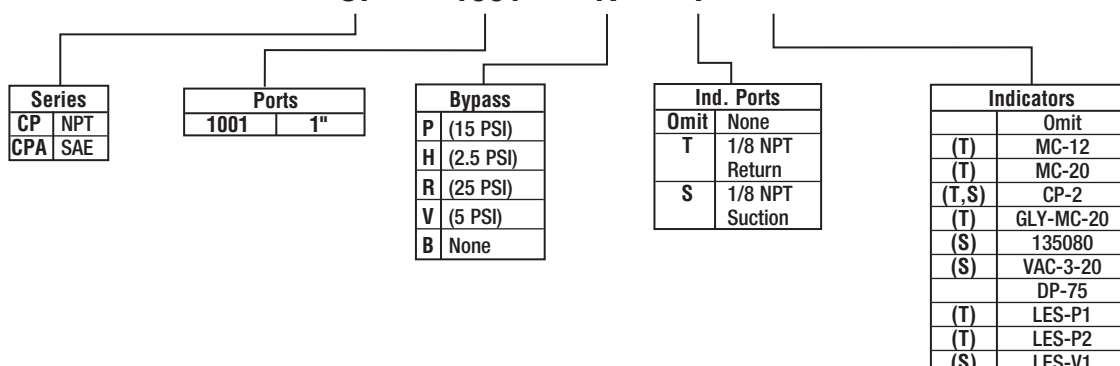 Series
CP NPT
CPA SAE
Ports
1001 1"
Bypass
P (15 PSI)
H (2.5 PSI)
R (25 PSI)
V (5 PSI)
B None
Ind. Ports
Omit None
T 1/8 NPT
Return
S 1/8 NPT
Suction
Indicators
Omit
(T) MC-12
(T) MC-20
(T,S) CP-2
(T) GLY-MC-20
(S) 135080
(S) VAC-3-20
DP-75
(T) LES-P1
(T) LES-P2
(S) LES-V1